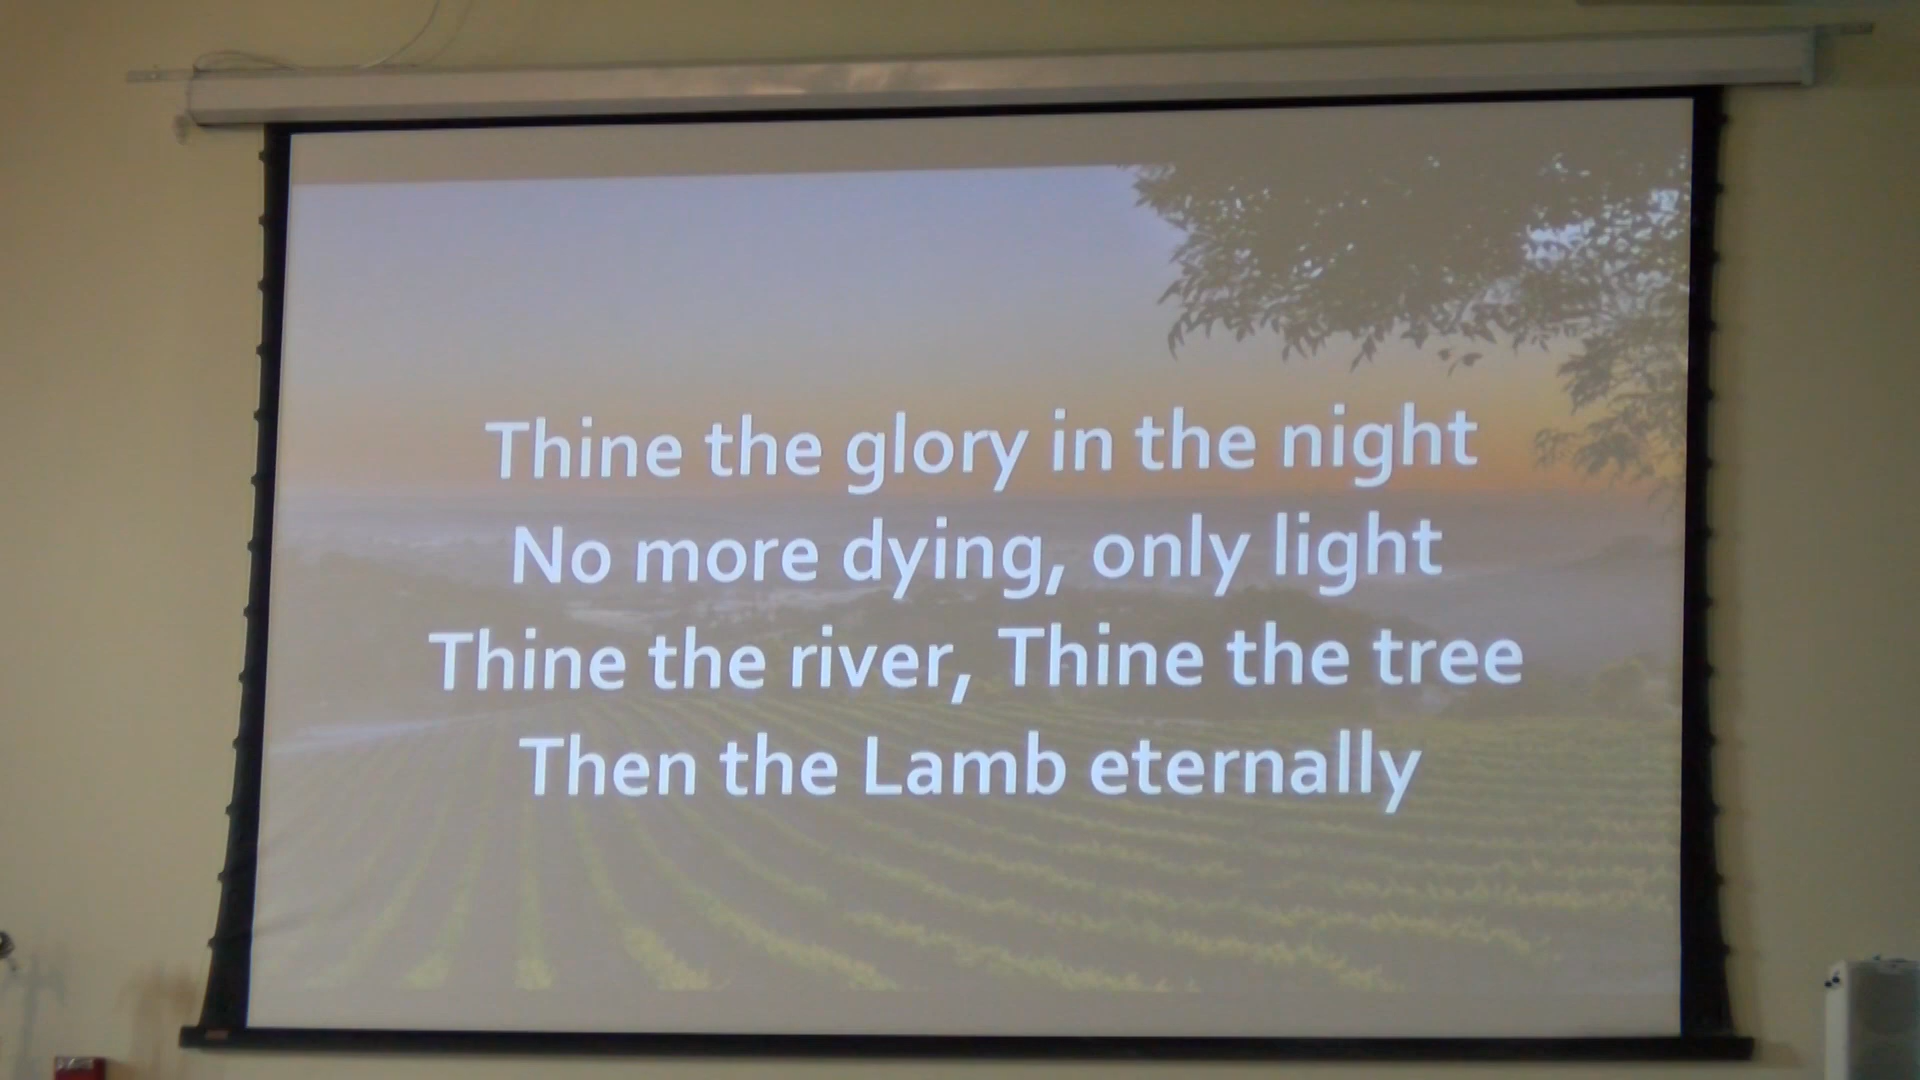 Thine the glory in the night
No more dying, only light
Thine the river, Thine the tree
Then the Lamb eternally